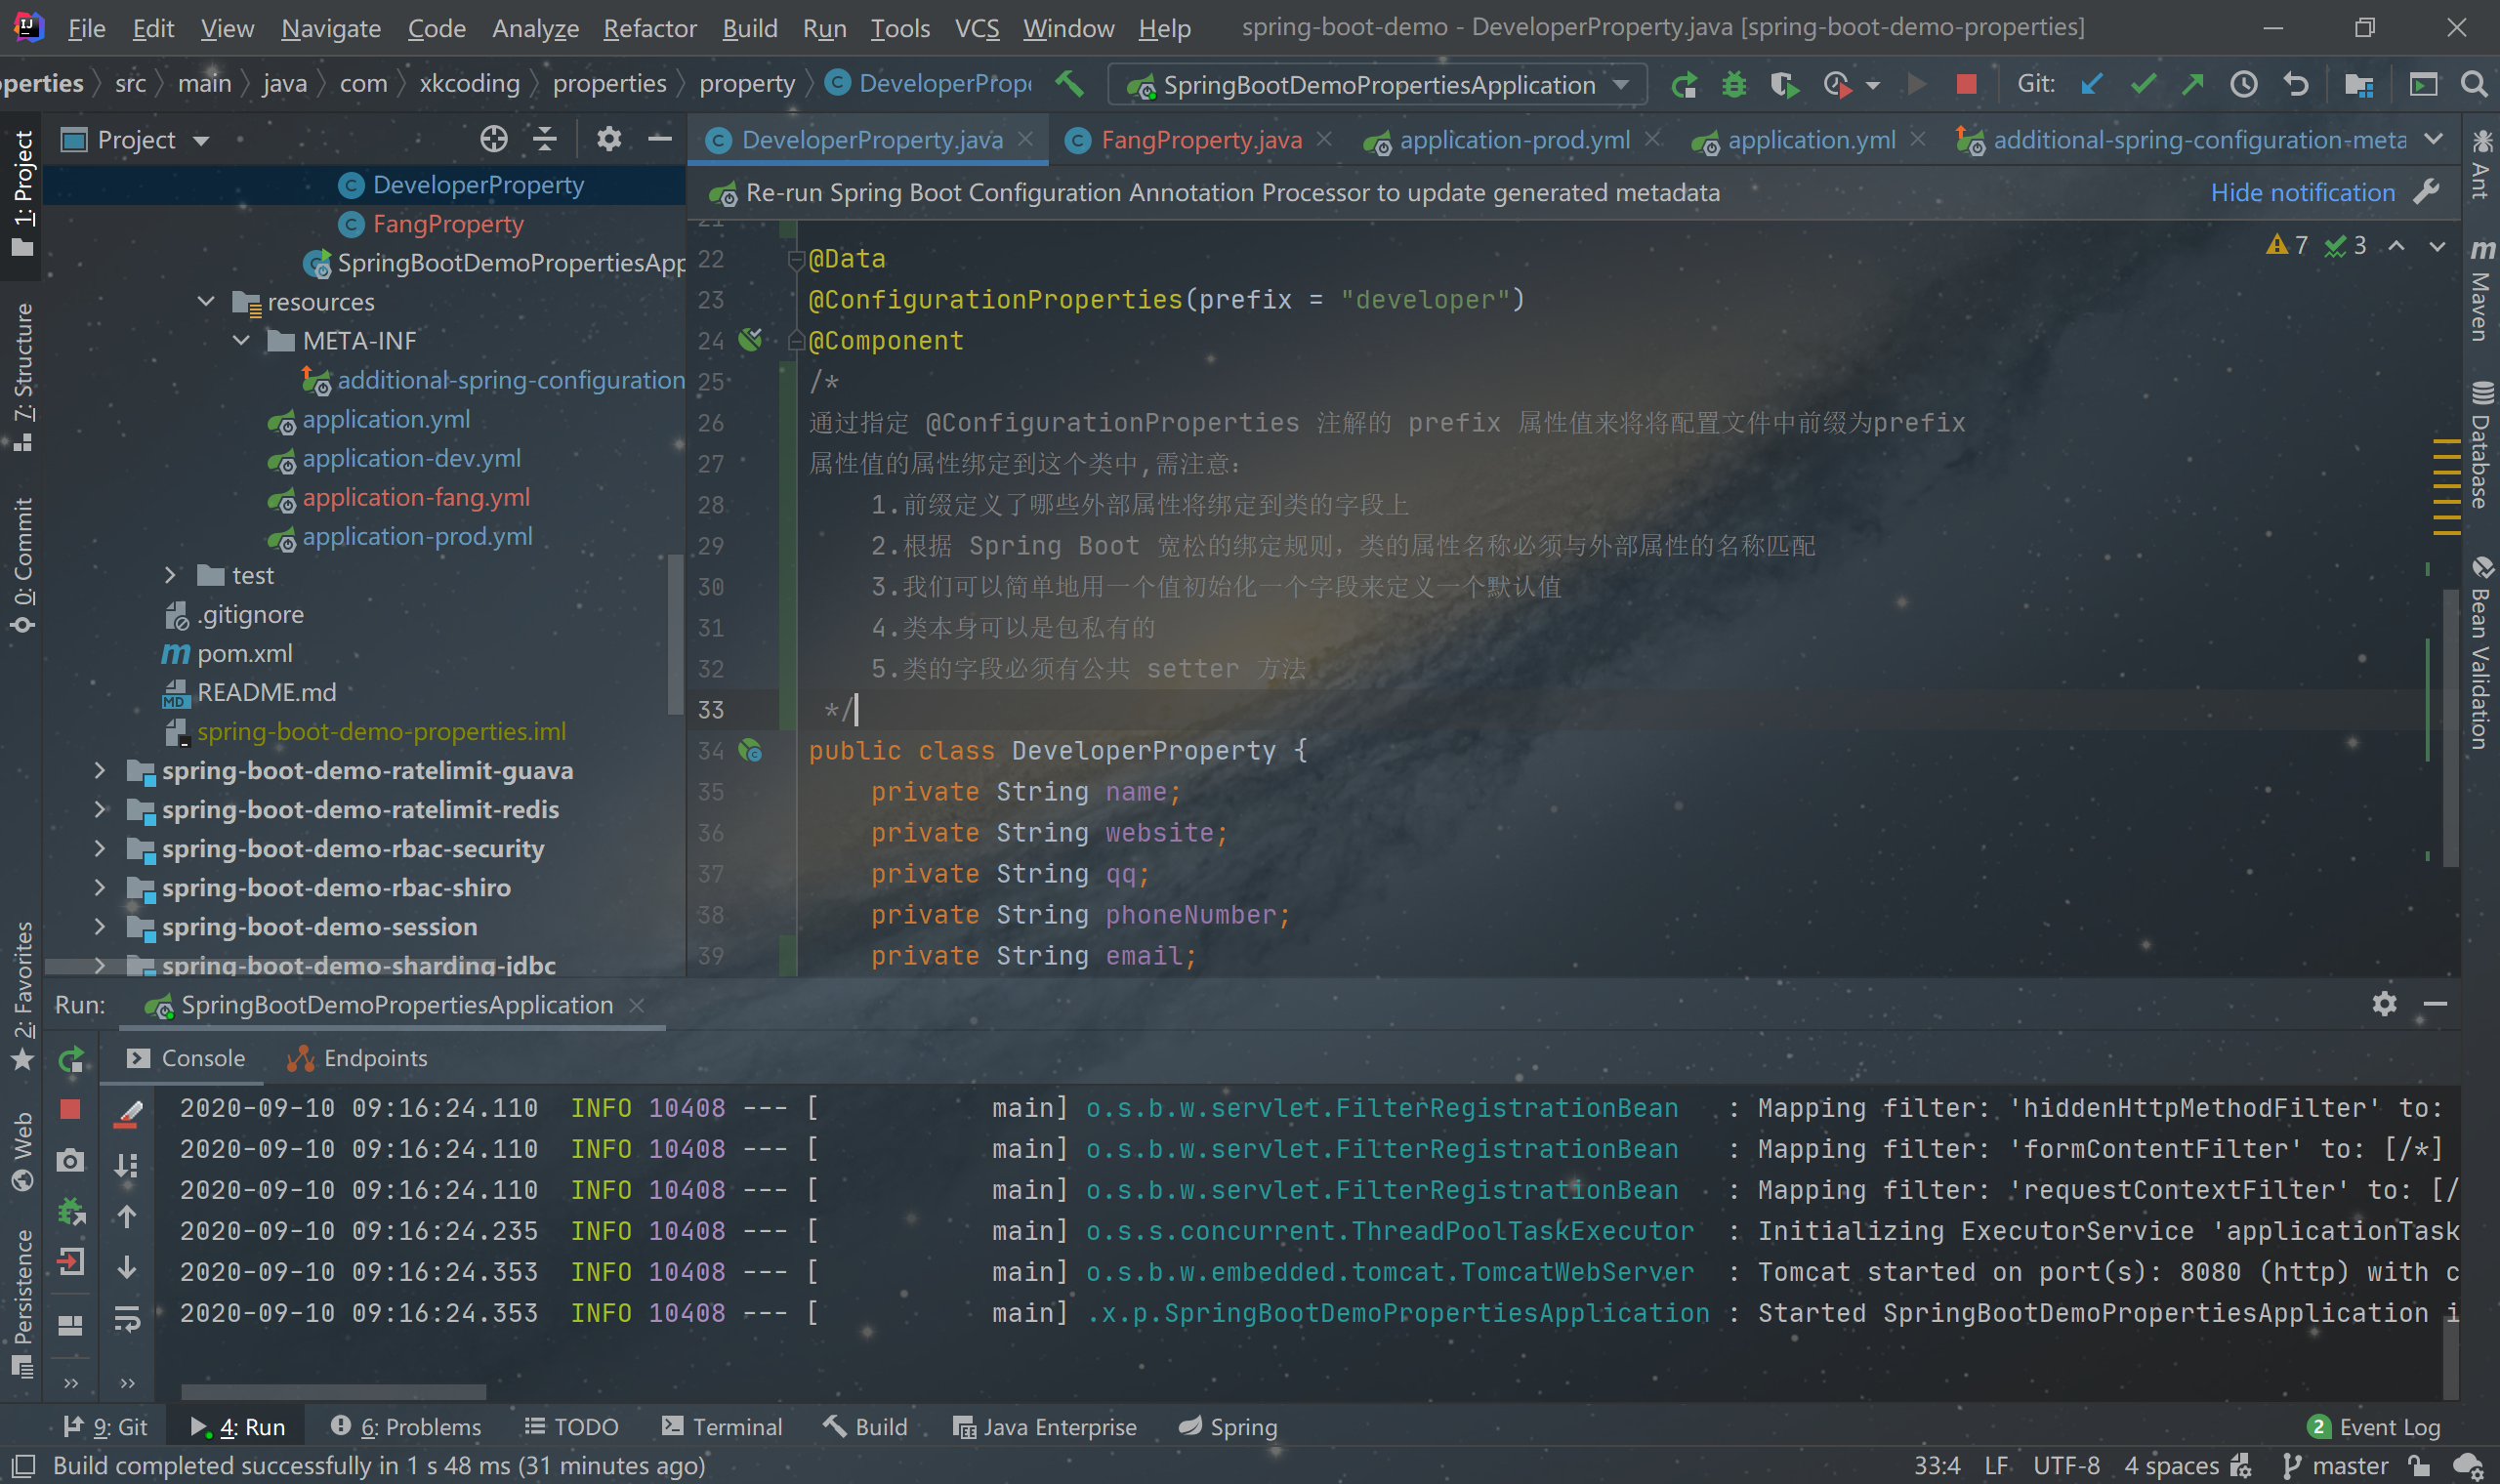 File Edit View Navigate Code Analyze Refactor Build Run Tools VCS Window Help spring-boot-demo - DeveloperProperty.java [spring-boot-demo-properties]
operties src main java com xkcoding properties property DeveloperPrope SpringBootDemoPropertiesApplication Git:
Project
DeveloperProperty.java FangProperty.java application-prod.yml application.yml additional-spring-configuration-meta
Re-run Spring Boot Configuration Annotation Processor to update generated metadata Hide notification
1: Project
7: Structure
0: Commit
2: Favorites
Web
Persistence
DeveloperProperty
FangProperty
SpringBootDemoPropertiesApp
resources
META-INF
additional-spring-configuration
application.yml
application-dev.yml
application-fang.yml
application-prod.yml
test
.gitignore
pom.xml
README.md
spring-boot-demo-properties.iml
spring-boot-demo-ratelimit-guava
spring-boot-demo-ratelimit-redis
spring-boot-demo-rbac-security
spring-boot-demo-rbac-shiro
spring-boot-demo-session
spring-boot-demo-sharding-jdbc
7 3
21
22 @Data
23 @ConfigurationProperties(prefix = "developer")
24 @Component
25 /*
26 通过指定 @ConfigurationProperties 注解的 prefix 属性值来将将配置文件中前缀为prefix
27 属性值的属性绑定到这个类中,需注意：
28 1.前缀定义了哪些外部属性将绑定到类的字段上
29 2.根据 Spring Boot 宽松的绑定规则，类的属性名称必须与外部属性的名称匹配
30 3.我们可以简单地用一个值初始化一个字段来定义一个默认值
31 4.类本身可以是包私有的
32 5.类的字段必须有公共 setter 方法
33 */
34 public class DeveloperProperty {
35 private String name;
36 private String website;
37 private String qq;
38 private String phoneNumber;
39 private String email;
Ant
Maven
Database
Bean Validation
Run: SpringBootDemoPropertiesApplication
Console Endpoints
2020-09-10 09:16:24.110 INFO 10408 --- [ main] o.s.b.w.servlet.FilterRegistrationBean : Mapping filter: 'hiddenHttpMethodFilter' to:
2020-09-10 09:16:24.110 INFO 10408 --- [ main] o.s.b.w.servlet.FilterRegistrationBean : Mapping filter: 'formContentFilter' to: [/*]
2020-09-10 09:16:24.110 INFO 10408 --- [ main] o.s.b.w.servlet.FilterRegistrationBean : Mapping filter: 'requestContextFilter' to: [/
2020-09-10 09:16:24.235 INFO 10408 --- [ main] o.s.s.concurrent.ThreadPoolTaskExecutor : Initializing ExecutorService 'applicationTask
2020-09-10 09:16:24.353 INFO 10408 --- [ main] o.s.b.w.embedded.tomcat.TomcatWebServer : Tomcat started on port(s): 8080 (http) with c
2020-09-10 09:16:24.353 INFO 10408 --- [ main] .x.p.SpringBootDemoPropertiesApplication : Started SpringBootDemoPropertiesApplication i
9: Git 4: Run 6: Problems TODO Terminal Build Java Enterprise Spring 2 Event Log
Build completed successfully in 1 s 48 ms (31 minutes ago) 33:4 LF UTF-8 4 spaces master